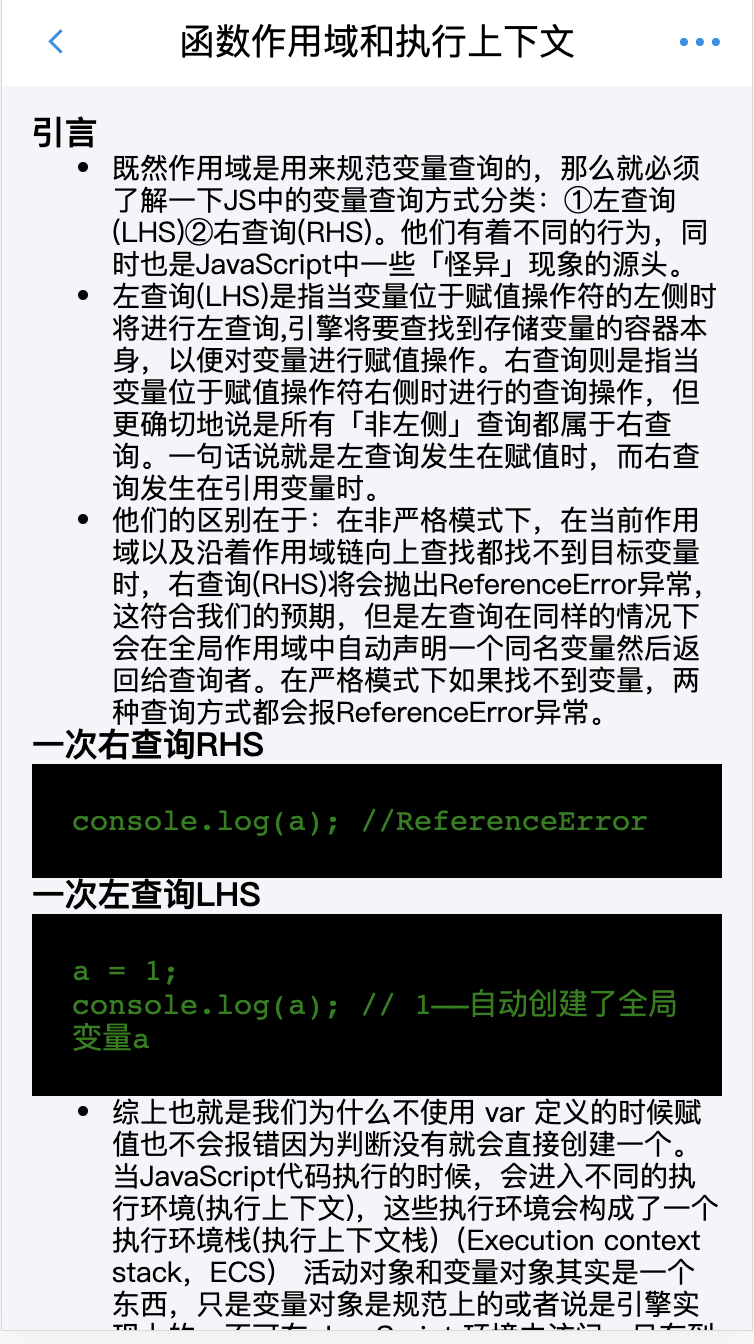 函数作用域和执行上下文
引言
• 既然作用域是用来规范变量查询的，那么就必须
了解一下JS中的变量查询方式分类：①左查询
(LHS)②右查询(RHS)。他们有着不同的行为，同
时也是JavaScript中一些「怪异」现象的源头。
• 左查询(LHS)是指当变量位于赋值操作符的左侧时
将进行左查询,引擎将要查找到存储变量的容器本
身，以便对变量进行赋值操作。右查询则是指当
变量位于赋值操作符右侧时进行的查询操作，但
更确切地说是所有「非左侧」查询都属于右查
询。一句话说就是左查询发生在赋值时，而右查
询发生在引用变量时。
• 他们的区别在于：在非严格模式下，在当前作用
域以及沿着作用域链向上查找都找不到目标变量
时，右查询(RHS)将会抛出ReferenceError异常，
这符合我们的预期，但是左查询在同样的情况下
会在全局作用域中自动声明一个同名变量然后返
回给查询者。在严格模式下如果找不到变量，两
种查询方式都会报ReferenceError异常。
一次右查询RHS
console.log(a); //ReferenceError
一次左查询LHS
a = 1;
console.log(a); // 1——自动创建了全局
变量a
• 综上也就是我们为什么不使用 var 定义的时候赋
值也不会报错因为判断没有就会直接创建一个。
当JavaScript代码执行的时候，会进入不同的执
行环境(执行上下文)，这些执行环境会构成了一个
执行环境栈(执行上下文栈)（Execution context
stack，ECS） 活动对象和变量对象其实是一个
东西，只是变量对象是规范上的或者说是引擎实